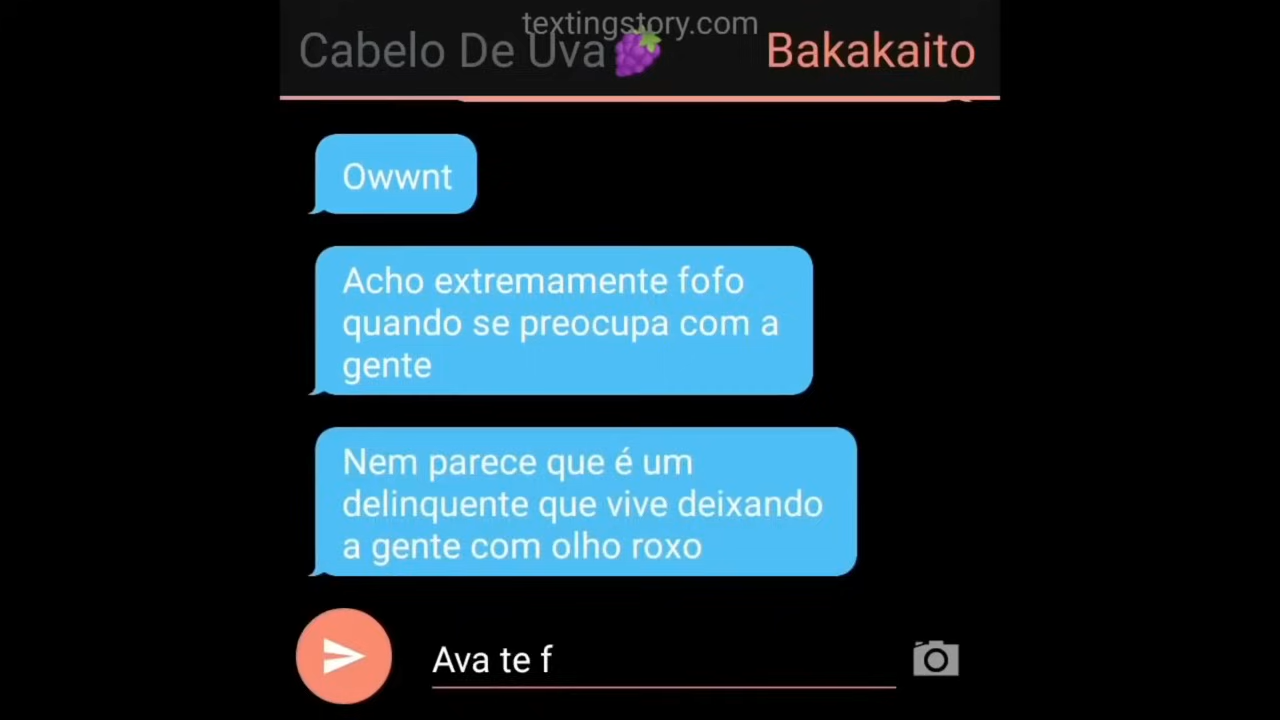 textingstory.com
Cabelo De Uva🍇 Bakakaito
Owwnt
Acho extremamente fofo
quando se preocupa com a
gente
Nem parece que é um
delinquente que vive deixando
a gente com olho roxo
Ava te f